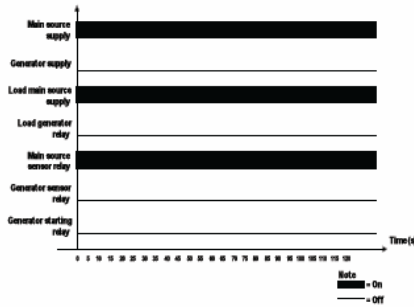 Main source
supply
Generator supply
Load main source
supply
Load generator
relay
Main source
sensor relay
Generator sensor
relay
Generator starting
relay
Time (s)
0 5 10 15 20 25 30 35 40 45 50 55 60 65 70 75 80 85 90 95 100 105 110 115 120
Note
= On
= Off